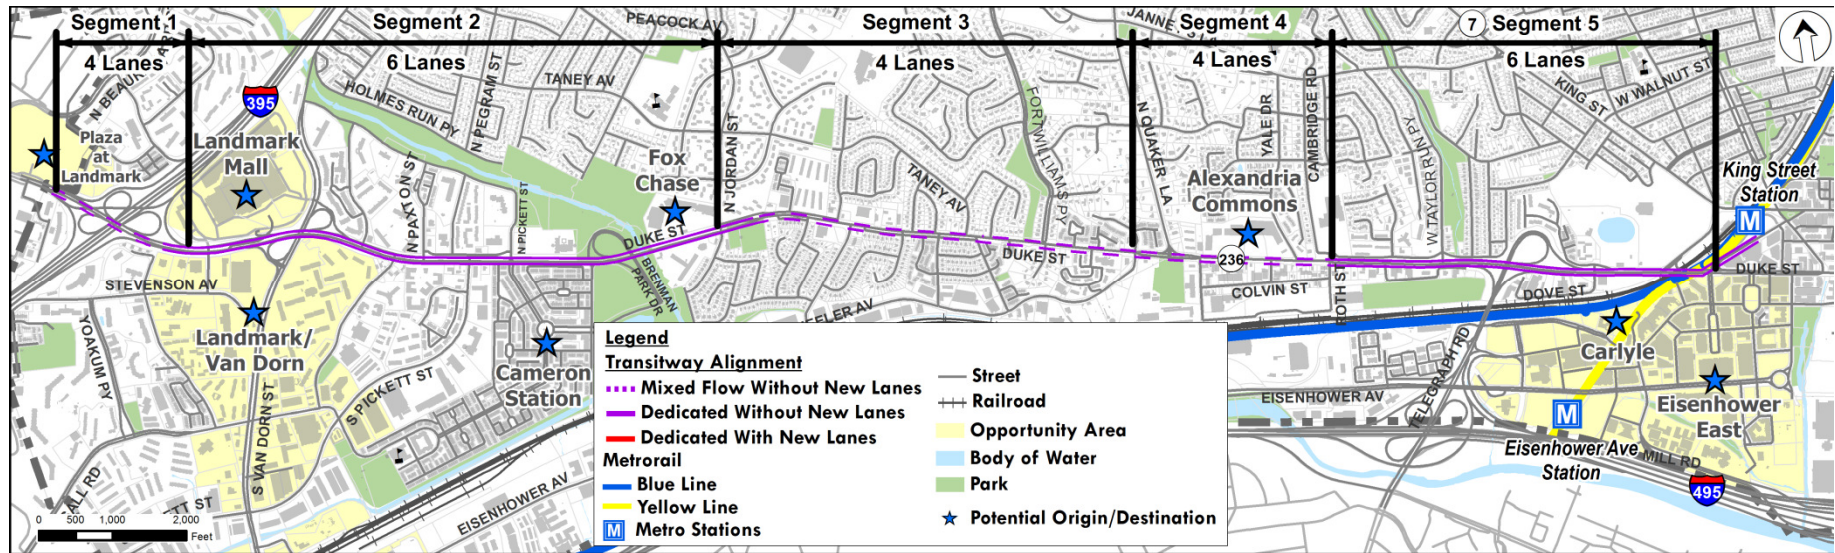 Segment 1
Segment 2
Segment 3
Segment 4
7
Segment 5
4 Lanes
6 Lanes
4 Lanes
4 Lanes
6 Lanes
PEACOCK AV
N PEGRAM ST
TANEY AV
HOLMES RUN PY
395
Plaza
at
Landmark
Landmark
Mall
N PAXTON ST
N PICKETT ST
Fox
Chase
N JORDAN ST
DUKE ST
BRENMAN
PARK DR
TANEY AV
FORT WILLIAMS PY
DUKE ST
N QUAKER LA
YALE DR
CAMBRIDGE RD
Alexandria
Commons
236
COLVIN ST
ROTH ST
W TAYLOR RUN PY
KING ST
W WALNUT ST
King Street
Station
M
DUKE ST
DOVE ST
STEVENSON AV
YOAKUM PY
Landmark/
Van Dorn
S VAN DORN ST
S PICKETT ST
Cameron
Station
EISENHOWER AV
TELEGRAPH RD
EISENHOWER AV
Carlyle
M
Eisenhower Ave
Station
Eisenhower
East
MILL RD
495
0 500 1,000 2,000
Feet
Legend
Transitway Alignment
Mixed Flow Without New Lanes
Dedicated Without New Lanes
Dedicated With New Lanes
Metrorail
Blue Line
Yellow Line
M Metro Stations
Street
Railroad
Opportunity Area
Body of Water
Park
Potential Origin/Destination